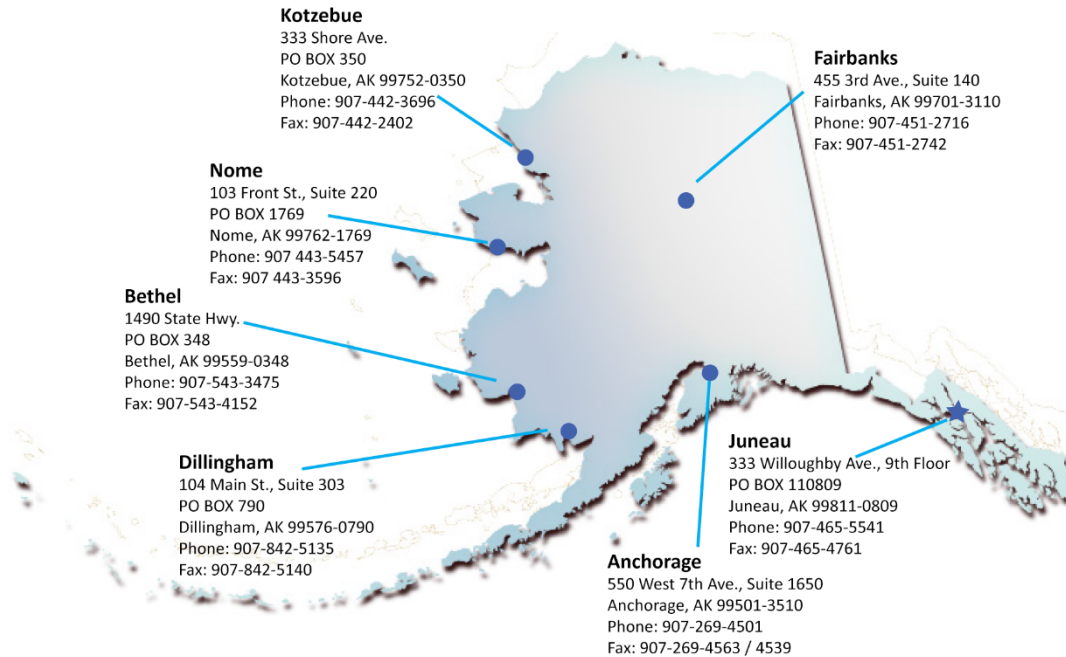 Kotzebue
333 Shore Ave.
PO BOX 350
Kotzebue, AK 99752-0350
Phone: 907-442-3696
Fax: 907-442-2402
Fairbanks
455 3rd Ave., Suite 140
Fairbanks, AK 99701-3110
Phone: 907-451-2716
Fax: 907-451-2742
Nome
103 Front St., Suite 220
PO BOX 1769
Nome, AK 99762-1769
Phone: 907 443-5457
Fax: 907 443-3596
Bethel
1490 State Hwy.
PO BOX 348
Bethel, AK 99559-0348
Phone: 907-543-3475
Fax: 907-543-4152
Dillingham
104 Main St., Suite 303
PO BOX 790
Dillingham, AK 99576-0790
Phone: 907-842-5135
Fax: 907-842-5140
Juneau
333 Willoughby Ave., 9th Floor
PO BOX 110809
Juneau, AK 99811-0809
Phone: 907-465-5541
Fax: 907-465-4761
Anchorage
550 West 7th Ave., Suite 1650
Anchorage, AK 99501-3510
Phone: 907-269-4501
Fax: 907-269-4563 / 4539